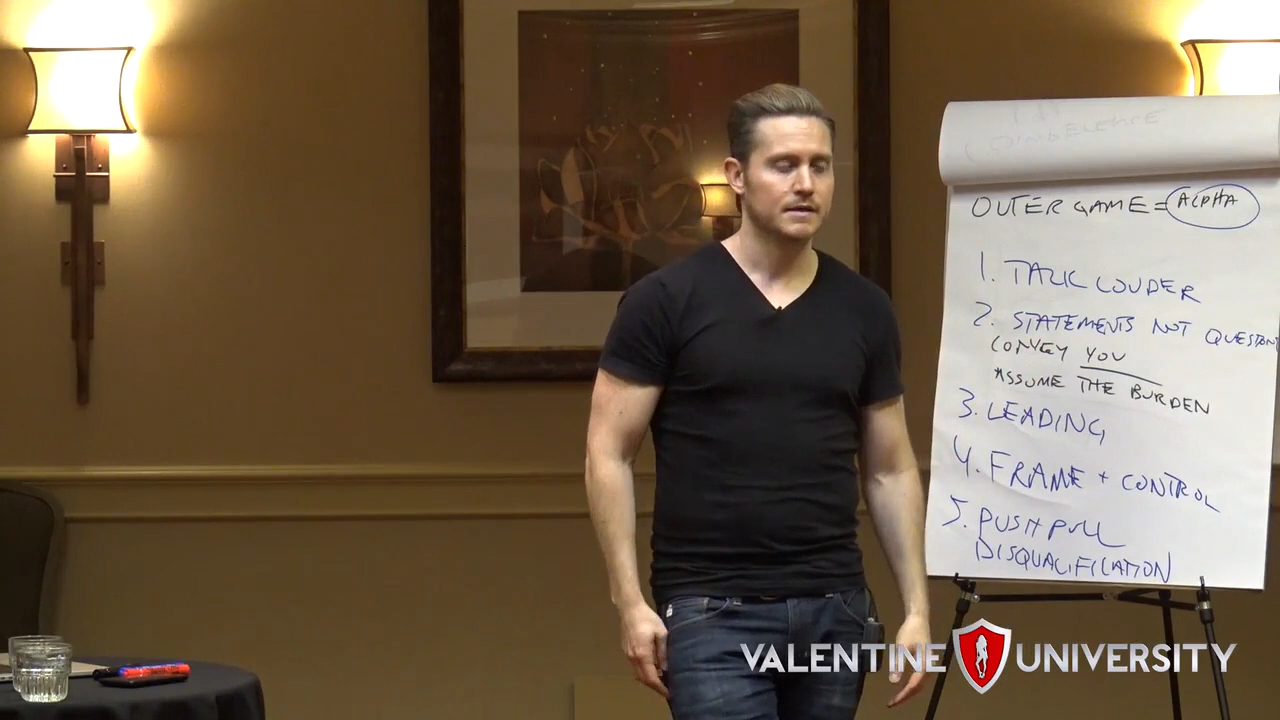 OUTER GAME = ALPHA
1. TALK LOUDER
2. STATEMENTS NOT QUESTION
CONVEY YOU
ASSUME THE BURDEN
3. LEADING
4. FRAME + CONTROL
5. PUSH PULL
DISQUALIFICATION
VALENTINE UNIVERSITY